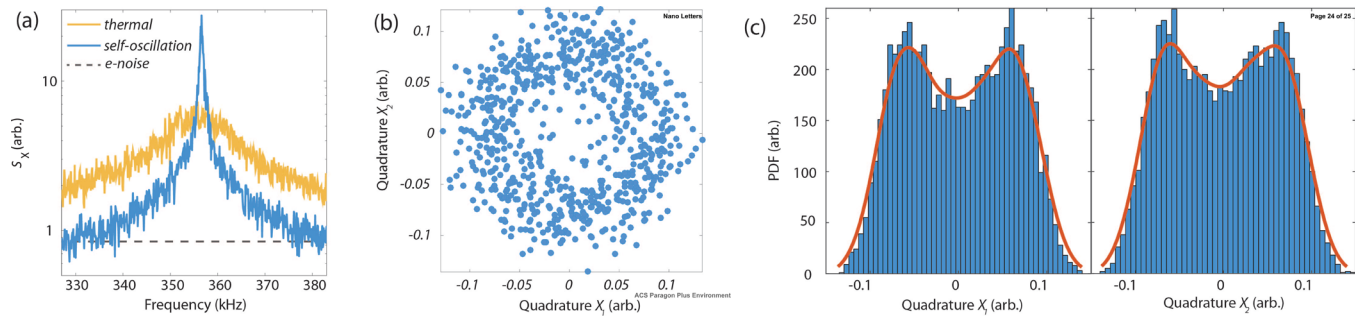 (a)
thermal
self-oscillation
e-noise
10
1
S_X (arb.)
330 340 350 360 370 380
Frequency (kHz)
(b)
Nano Letters
0.1
0.05
0
-0.05
-0.1
Quadrature X_2 (arb.)
-0.1 -0.05 0 0.05 0.1
ACS Paragon Plus Environment
Quadrature X_1 (arb.)
(c)
Page 24 of 25
250
200
150
100
50
0
PDF (arb.)
-0.1 0 0.1
Quadrature X_1 (arb.)
-0.1 0 0.1
Quadrature X_2 (arb.)